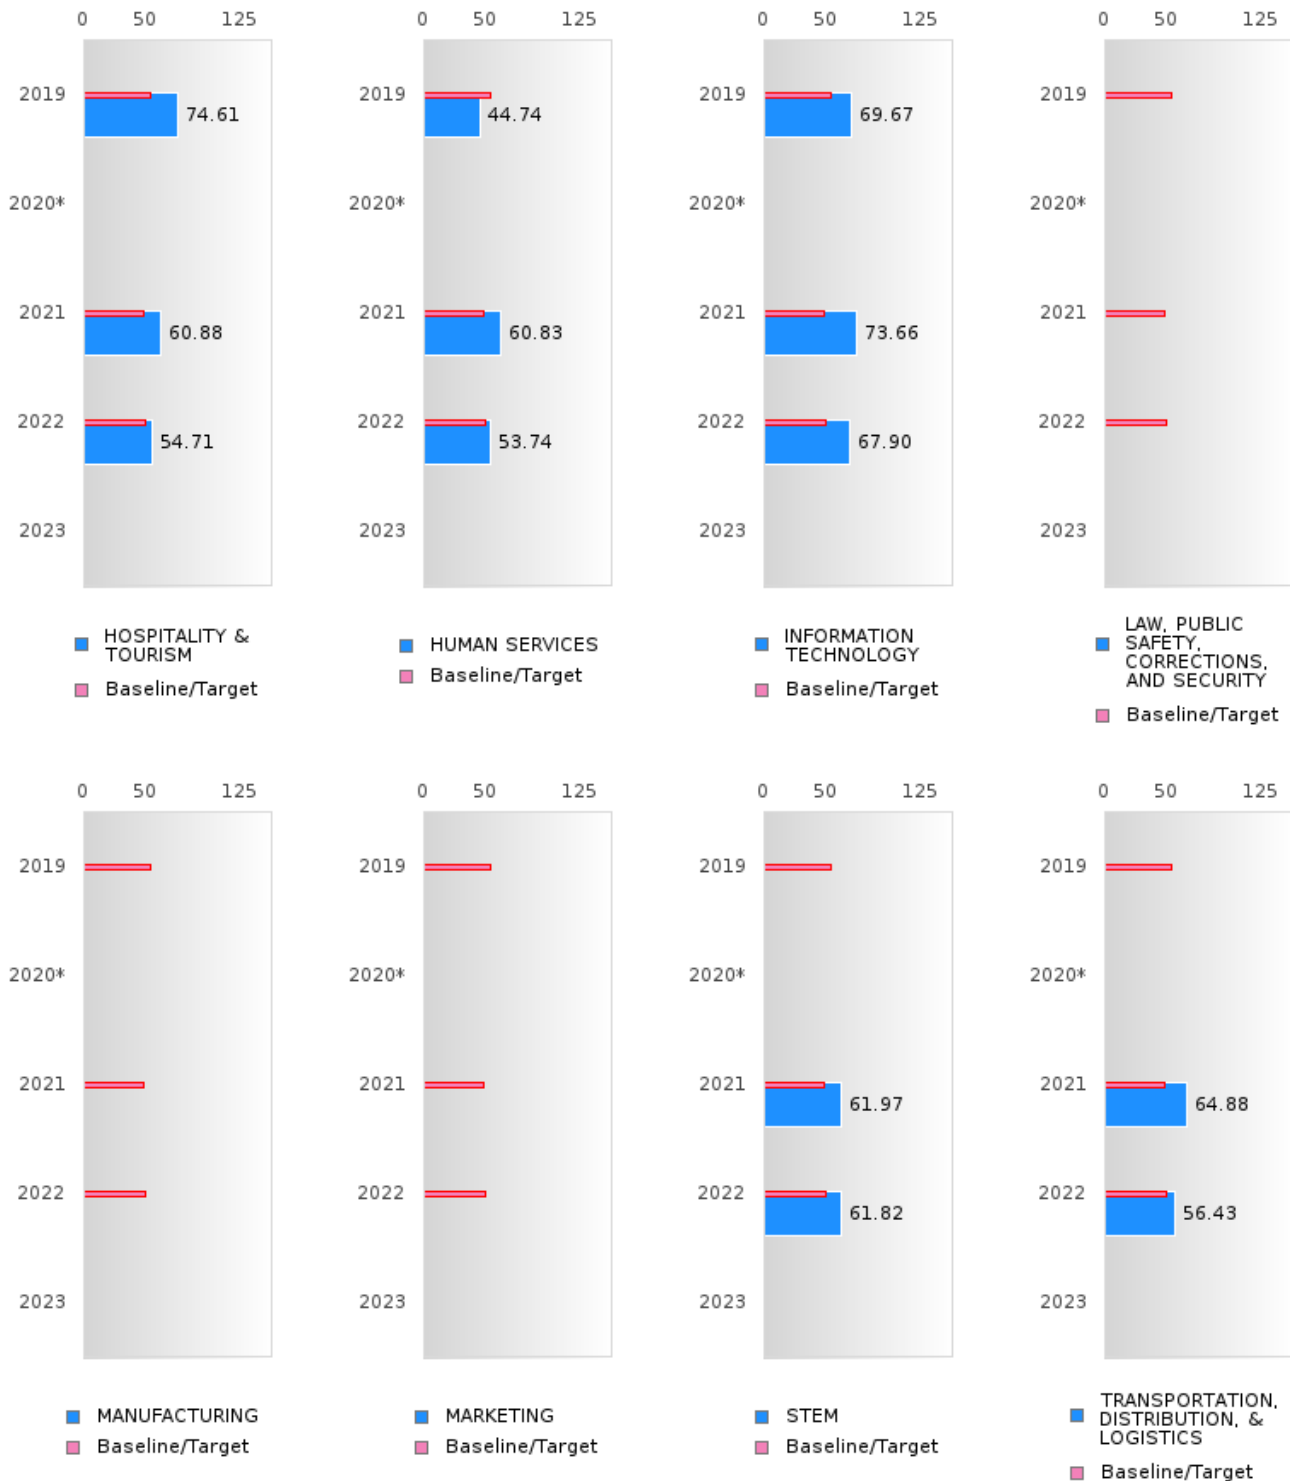 0 50 125
2019
74.61
2020*
2021
60.88
2022
54.71
2023
HOSPITALITY &
TOURISM
Baseline/Target
0 50 125
2019
44.74
2020*
2021
60.83
2022
53.74
2023
HUMAN SERVICES
Baseline/Target
0 50 125
2019
69.67
2020*
2021
73.66
2022
67.90
2023
INFORMATION
TECHNOLOGY
Baseline/Target
0 50 125
2019
2020*
2021
2022
2023
LAW, PUBLIC
SAFETY,
CORRECTIONS,
AND SECURITY
Baseline/Target
0 50 125
2019
2020*
2021
2022
2023
MANUFACTURING
Baseline/Target
0 50 125
2019
2020*
2021
2022
2023
MARKETING
Baseline/Target
0 50 125
2019
2020*
2021
61.97
2022
61.82
2023
STEM
Baseline/Target
0 50 125
2019
2020*
2021
64.88
2022
56.43
2023
TRANSPORTATION,
DISTRIBUTION, &
LOGISTICS
Baseline/Target